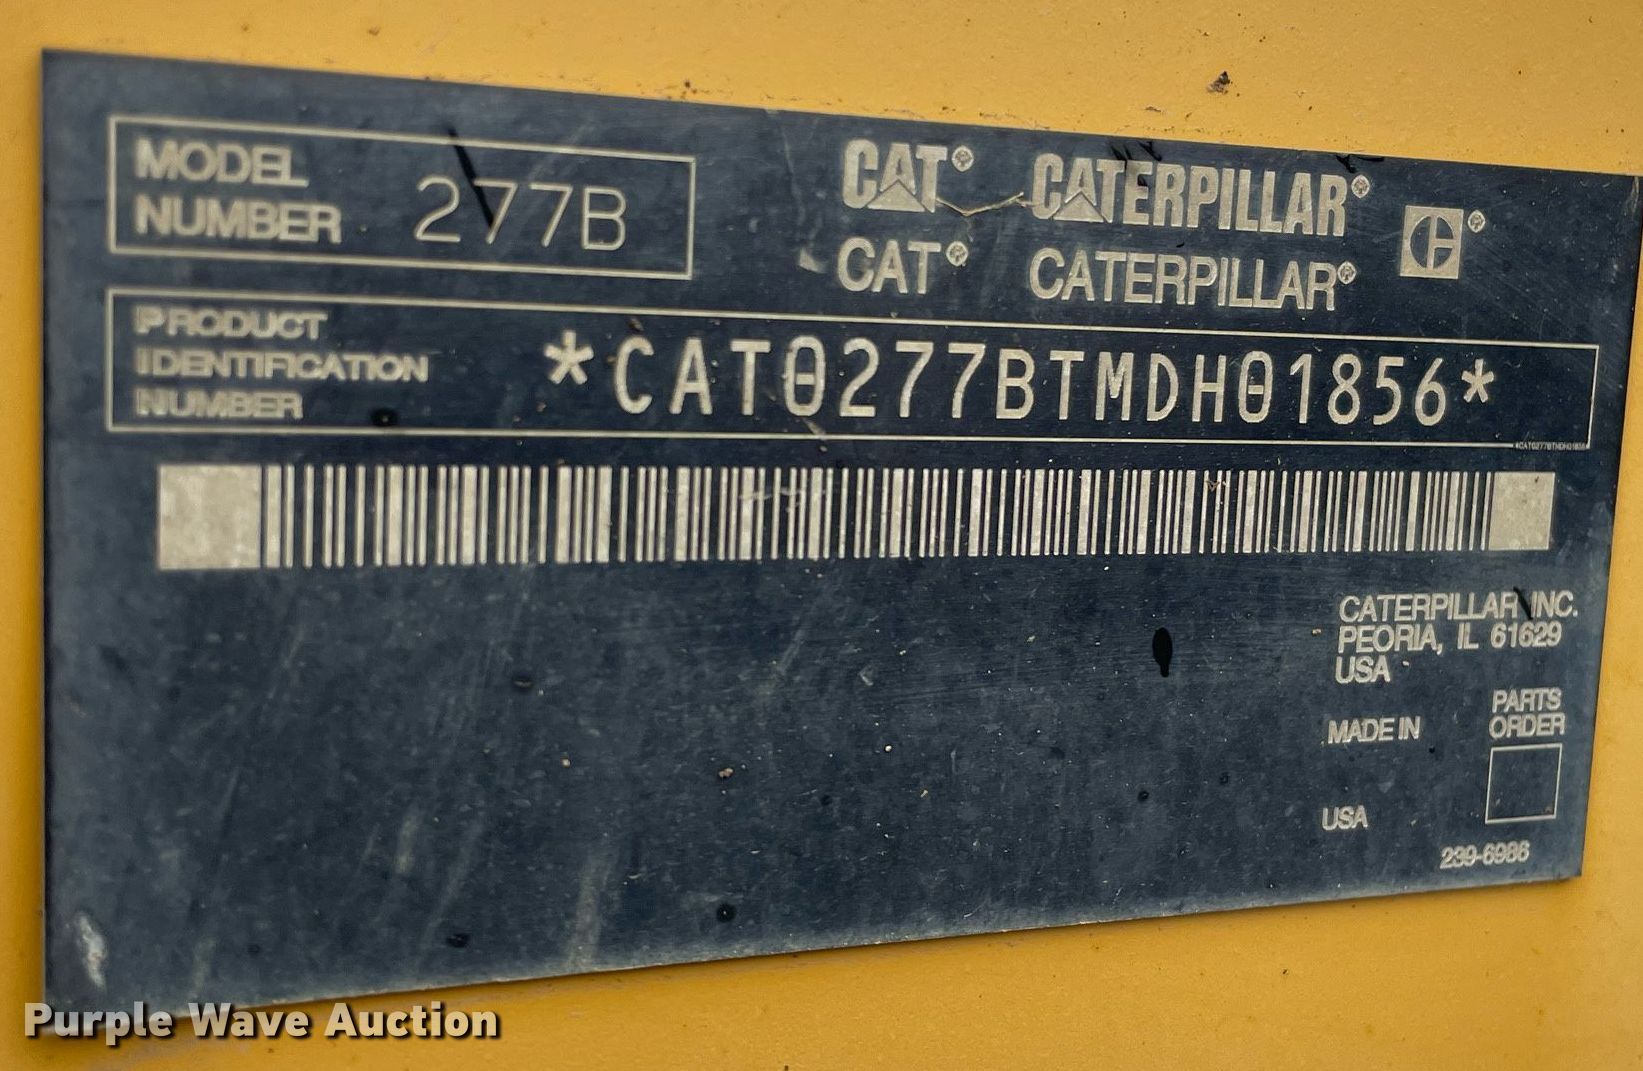 MODEL
NUMBER 277B
CAT® CATERPILLAR®
CAT® CATERPILLAR®
PRODUCT
IDENTIFICATION
NUMBER
*CAT0277BTMDH01856*
*CAT0277BTMDH01856*
CATERPILLAR INC.
PEORIA, IL 61629
USA
MADE IN
USA
PARTS
ORDER
239-6986
Purple Wave Auction